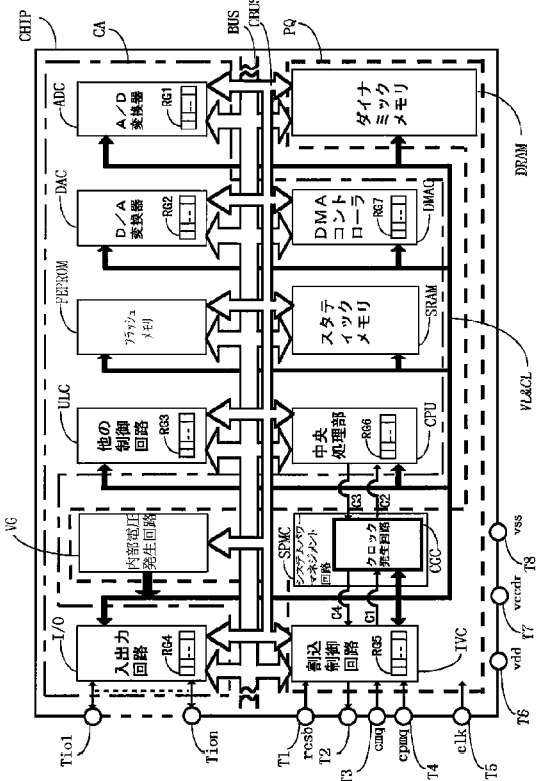 CHIP
CA
BUS
CBUS
PQ
ADC
A/D
変換器
RG1
ダイナ
ミック
メモリ
DRAM
DAC
D/A
変換器
RG2
DMA
コント
ローラ
RG7
DMAC
FEPROM
フラッシュ
メモリ
スタテ
ィック
メモリ
SRAM
ULC
他の制
御回路
RG3
中央
処理部
RG6
CPU
VL&CL
VG
内部電圧
発生回路
C3
C2
SPMC
システムパワー
マネジメント
回路
クロック
発生回路
CGC
C4
C1
I/O
入出力
回路
RG4
割込
制御
回路
RG5
IVC
Tio1
Tion
T1
resb
T2
cmq
T3
cpmq
T4
clk
T5
T6
vdd
T7
vccdr
T8
vss